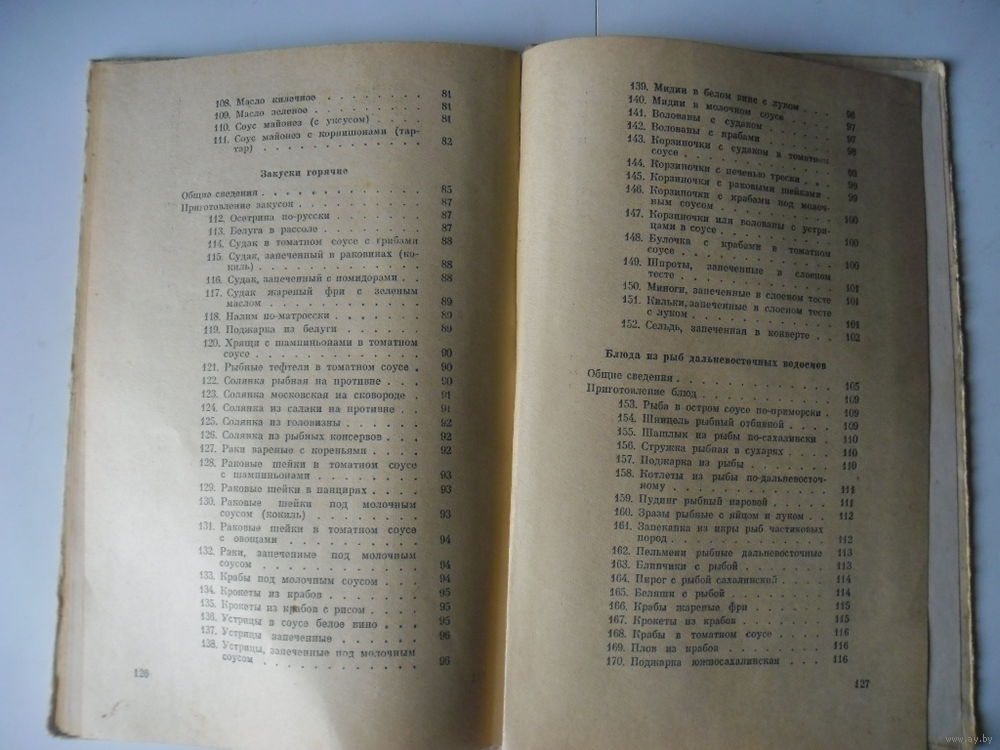 108. Масло килечное . . . . . . . . 81
109. Масло зеленое . . . . . . . . 81
110. Соус майонез (с уксусом) . . . . 81
111. Соус майонез с корнишонами (тар-
тар) . . . . . . . . . . . . 82
Закуски горячие
Общие сведения . . . . . . . . . . . 85
Приготовление закусок . . . . . . . . . 87
112. Осетрина по-русски . . . . . . 87
113. Белуга в рассоле . . . . . . . 87
114. Судак в томатном соусе с грибами 88
115. Судак, запеченный в раковинах (ко-
киль) . . . . . . . . . . . . 88
116. Судак, запеченный с помидорами . . 88
117. Судак жареный фри с зеленым
маслом . . . . . . . . . . . . 89
118. Налим по-матросски . . . . . . 89
119. Поджарка из белуги . . . . . . 89
120. Хрящи с шампиньонами в томатном
соусе . . . . . . . . . . . . 90
121. Рыбные тефтели в томатном соусе . 90
122. Солянка рыбная на противне . . . 90
123. Солянка московская на сковороде . 91
124. Солянка из салаки на противне . . 91
125. Солянка из головизны . . . . . 92
126. Солянка из рыбных консервов . . . 92
127. Раки вареные с кореньями . . . . 92
128. Раковые шейки в томатном соусе
с шампиньонами . . . . . . . . 93
129. Раковые шейки в панцирях . . . . 93
130. Раковые шейки под молочным
соусом (кокиль) . . . . . . . . 93
131. Раковые шейки в томатном соусе
с овощами . . . . . . . . . . 94
132. Раки, запеченные под молочным
соусом . . . . . . . . . . . . 94
133. Крабы под молочным соусом . . . 94
134. Крокеты из крабов . . . . . . . 95
135. Крокеты из крабов с рисом . . . . 95
136. Устрицы в соусе белое вино . . . . 95
137. Устрицы запеченные . . . . . . 96
138. Устрицы, запеченные под молочным
соусом . . . . . . . . . . . . 96
126
139. Мидии в белом вине с луком . . . 96
140. Мидии в молочном соусе . . . . 97
141. Волованы с судаком . . . . . . 97
142. Волованы с крабами . . . . . . 98
143. Корзиночки с судаком в томатном
соусе . . . . . . . . . . . . 98
144. Корзиночки с печенью трески . . . 99
145. Корзиночки с раковыми шейками . . 99
146. Корзиночки с крабами под молоч-
ным соусом . . . . . . . . . . 100
147. Корзиночки или волованы с устри-
цами в соусе . . . . . . . . . 100
148. Булочка с крабами в томатном
соусе . . . . . . . . . . . . 100
149. Шпроты, запеченные в слоеном
тесте . . . . . . . . . . . . 101
150. Миноги, запеченные в слоеном тесте 101
151. Кильки, запеченные в слоеном тесте
с луком . . . . . . . . . . . 101
152. Сельдь, запеченная в конверте . . 102
Блюда из рыб дальневосточных водоемов
Общие сведения . . . . . . . . . . . 105
Приготовление блюд . . . . . . . . . . 109
153. Рыба в остром соусе по-приморски . 109
154. Шницель рыбный отбивной . . . . 109
155. Шашлык из рыбы по-сахалински . . 110
156. Стружка рыбная в сухарях . . . . 110
157. Поджарка из рыбы . . . . . . . 110
158. Котлеты из рыбы по-дальневосточ-
ному . . . . . . . . . . . . 111
159. Пудинг рыбный паровой . . . . . 111
160. Зразы рыбные с яйцом и луком . . 112
161. Запеканка из икры рыб частиковых
пород . . . . . . . . . . . . 112
162. Пельмени рыбные дальневосточные 113
163. Блинчики с рыбой . . . . . . . 113
164. Пирог с рыбой сахалинский . . . . 114
165. Беляши с рыбой . . . . . . . . 114
166. Крабы жареные фри . . . . . . 115
167. Крокеты из крабов . . . . . . . 115
168. Крабы в томатном соусе . . . . . 116
169. Плов из крабов . . . . . . . . 116
170. Поджарка южносахалинская . . . 116
127
www.ay.by